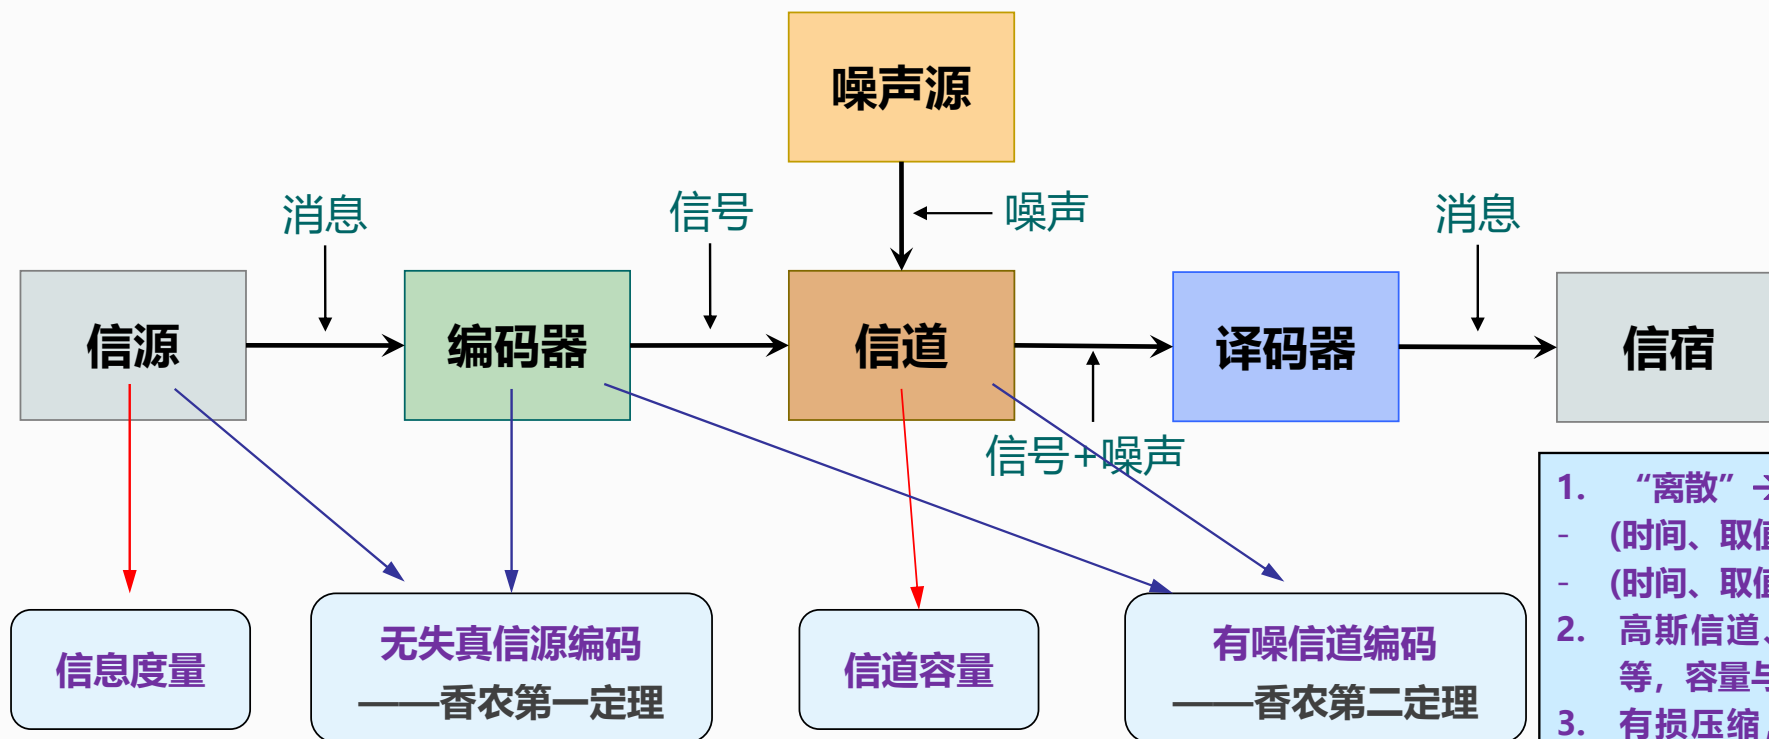 噪声源
消息
信号
噪声
消息
信源
编码器
信道
译码器
信宿
信号+噪声
信息度量
无失真信源编码
——香农第一定理
信道容量
有噪信道编码
——香农第二定理
1. “离散”→
- (时间、取值
- (时间、取值
2. 高斯信道、
等，容量与
3. 有损压缩